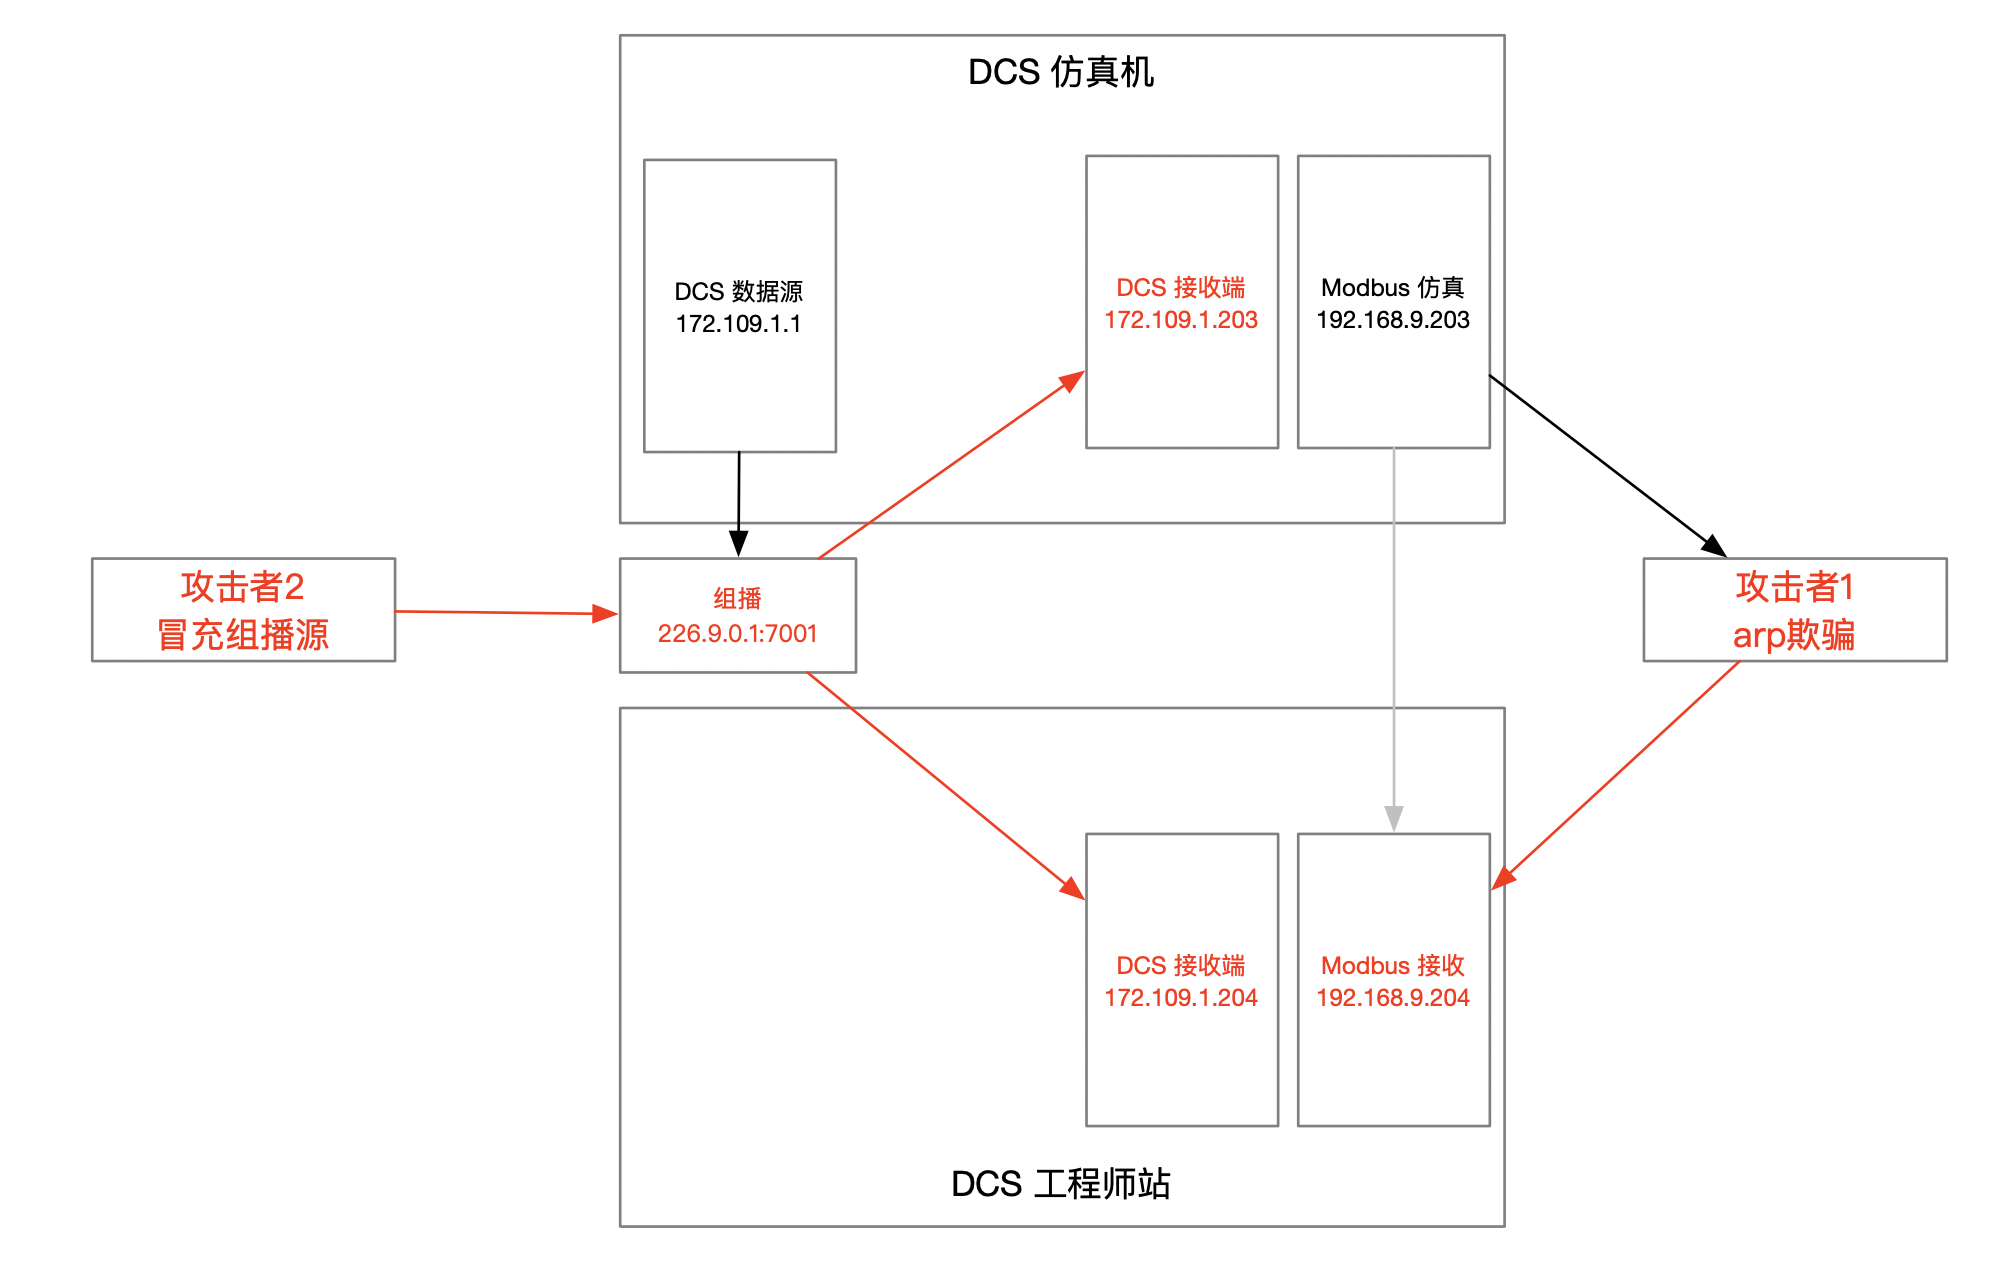 DCS 仿真机
DCS 数据源
172.109.1.1
DCS 接收端
172.109.1.203
Modbus 仿真
192.168.9.203
攻击者2
冒充组播源
组播
226.9.0.1:7001
攻击者1
arp欺骗
DCS 接收端
172.109.1.204
Modbus 接收
192.168.9.204
DCS 工程师站